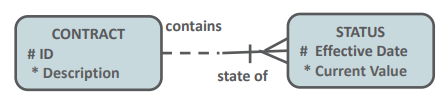 CONTRACT
# ID
* Description
contains
state of
STATUS
# Effective Date
* Current Value